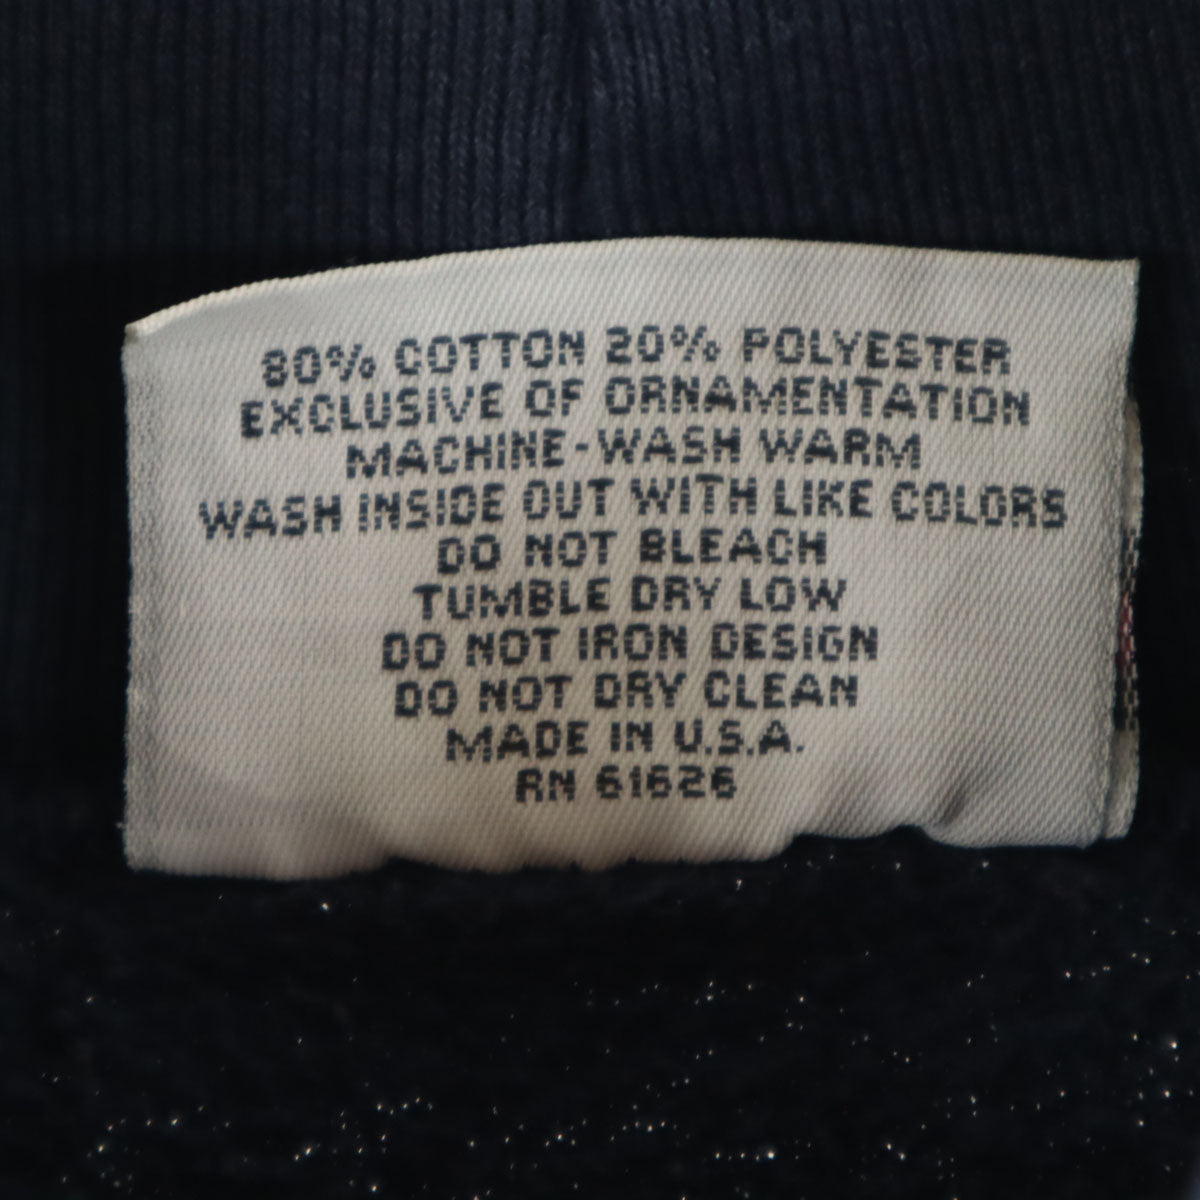 80% COTTON 20% POLYESTER
EXCLUSIVE OF ORNAMENTATION
MACHINE-WASH WARM
WASH INSIDE OUT WITH LIKE COLORS
DO NOT BLEACH
TUMBLE DRY LOW
DO NOT IRON DESIGN
DO NOT DRY CLEAN
MADE IN U.S.A.
RN 61626